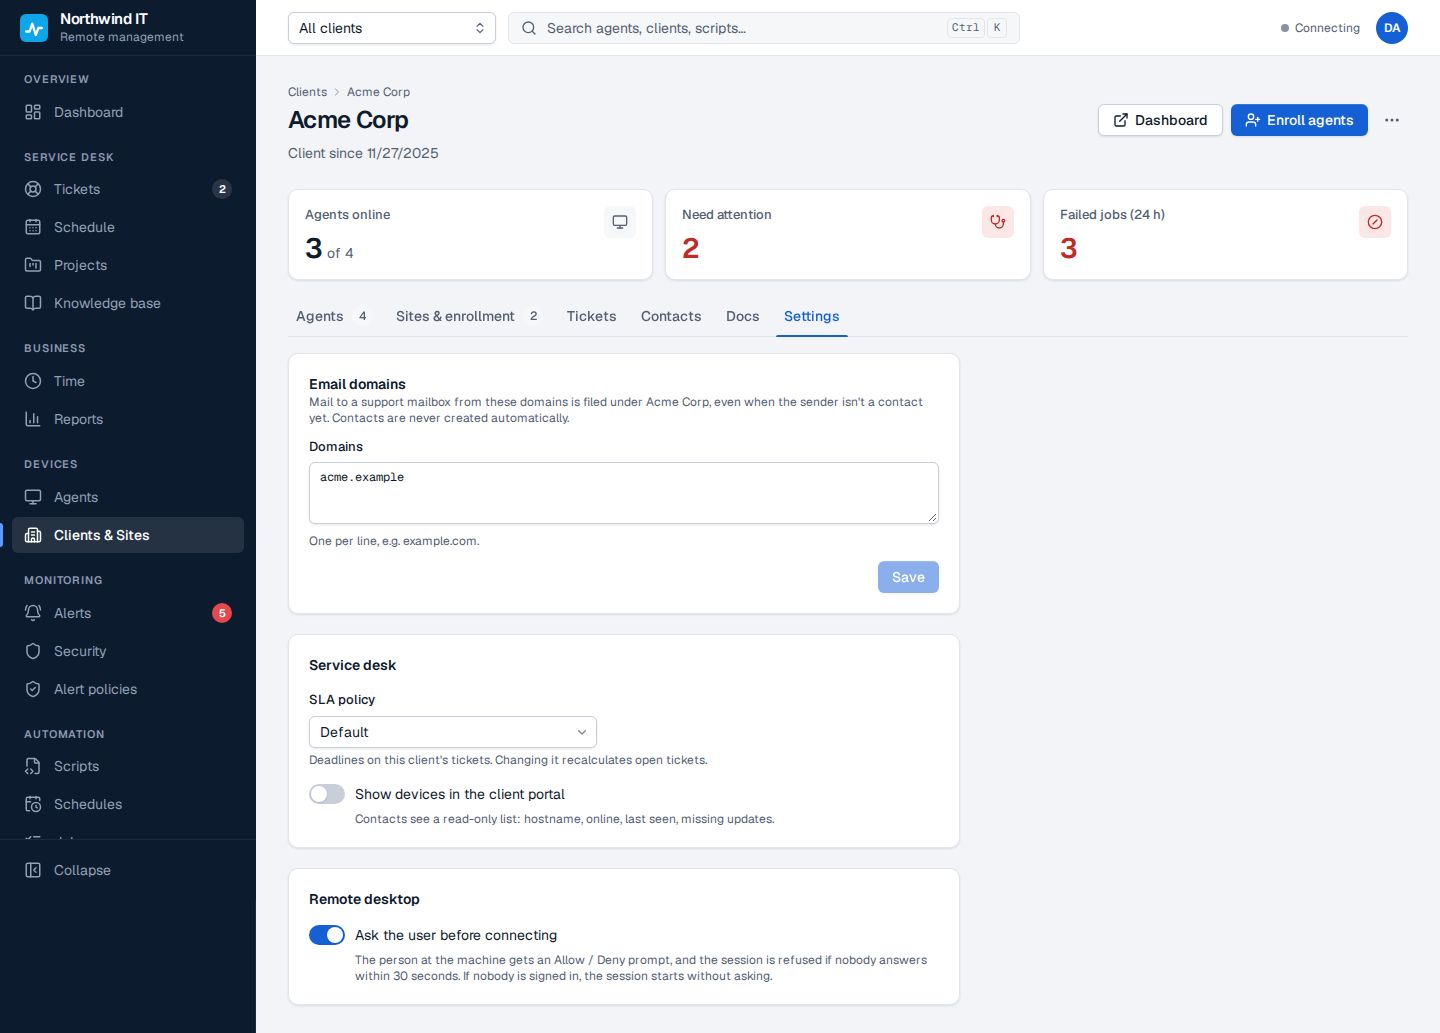 Northwind IT
Remote management
All clients
Search agents, clients, scripts...
Ctrl K
Connecting
DA
OVERVIEW
Dashboard
SERVICE DESK
Tickets 2
Schedule
Projects
Knowledge base
BUSINESS
Time
Reports
DEVICES
Agents
Clients & Sites
MONITORING
Alerts 5
Security
Alert policies
AUTOMATION
Scripts
Schedules
Collapse
Clients > Acme Corp
Acme Corp
Client since 11/27/2025
Dashboard
Enroll agents
Agents online
3 of 4
Need attention
2
Failed jobs (24 h)
3
Agents 4
Sites & enrollment 2
Tickets
Contacts
Docs
Settings
Email domains
Mail to a support mailbox from these domains is filed under Acme Corp, even when the sender isn't a contact
yet. Contacts are never created automatically.
Domains
acme.example
One per line, e.g. example.com.
Save
Service desk
SLA policy
Default
Deadlines on this client's tickets. Changing it recalculates open tickets.
Show devices in the client portal
Contacts see a read-only list: hostname, online, last seen, missing updates.
Remote desktop
Ask the user before connecting
The person at the machine gets an Allow / Deny prompt, and the session is refused if nobody answers
within 30 seconds. If nobody is signed in, the session starts without asking.